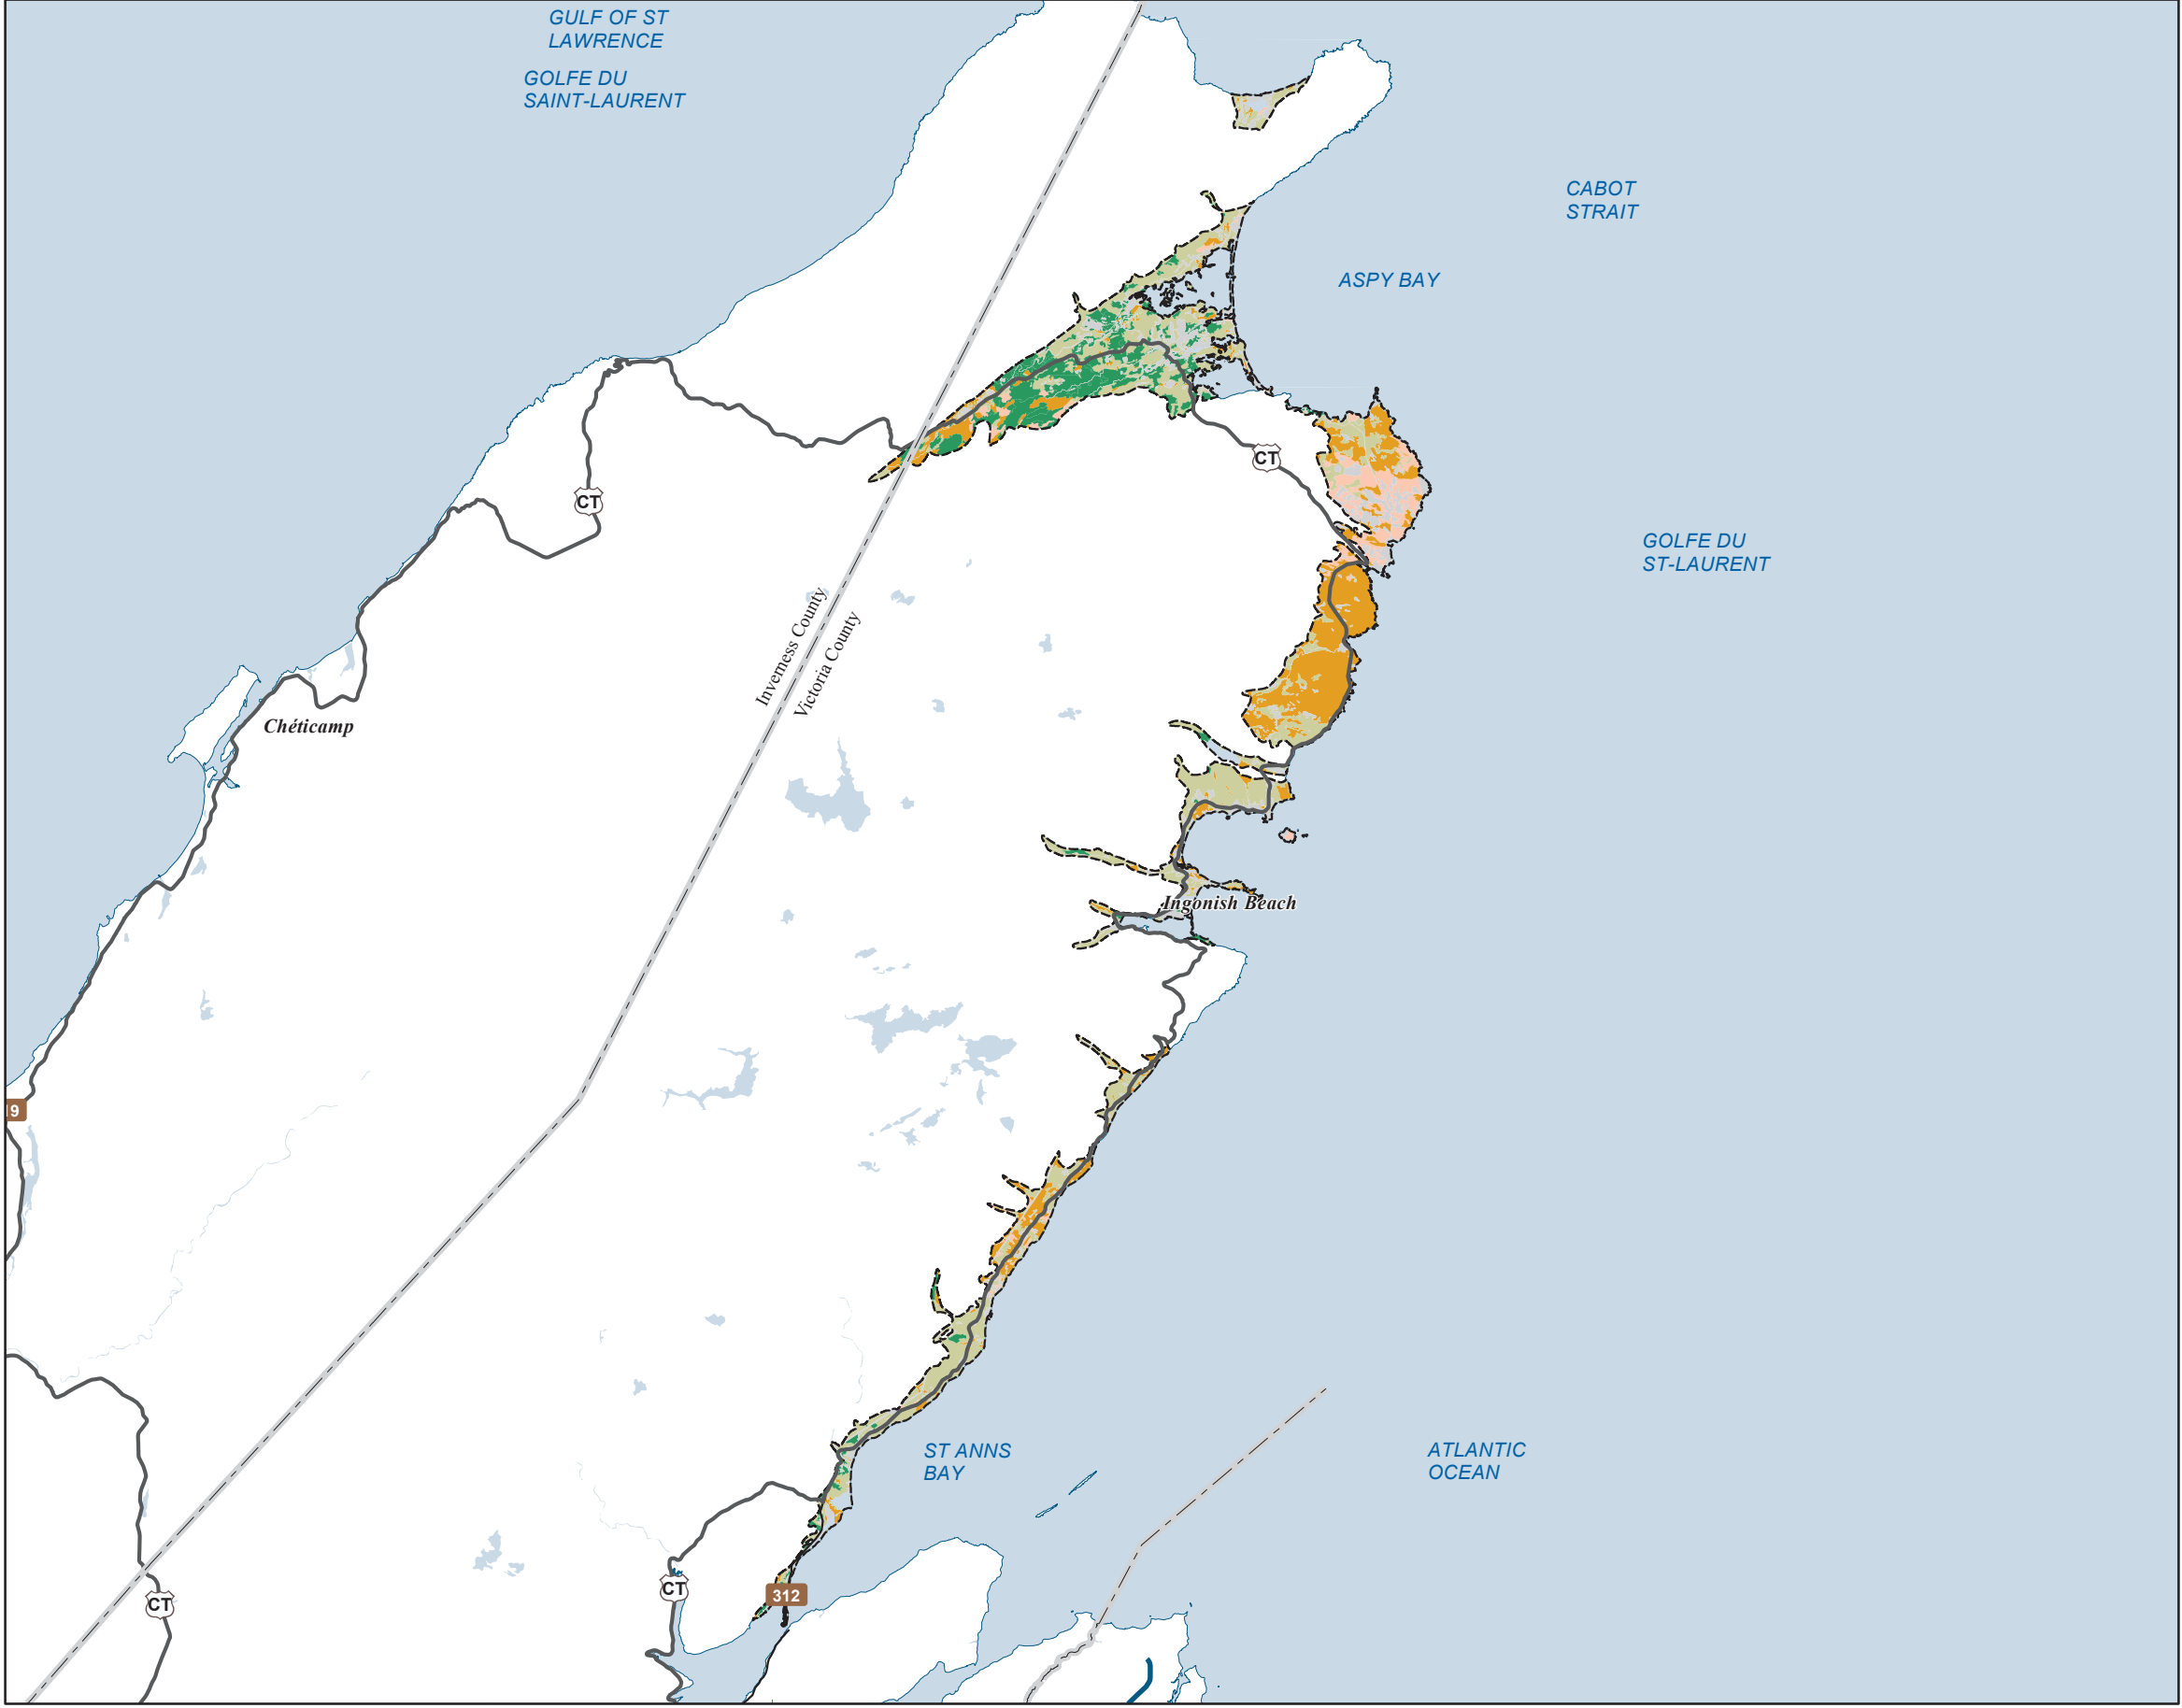 GULF OF ST
LAWRENCE
GOLFE DU
SAINT-LAURENT
CABOT
STRAIT
ASPY BAY
CT
CT
GOLFE DU
ST-LAURENT
Inverness County
Victoria County
Chéticamp
Ingonish Beach
19
ST ANNS
BAY
ATLANTIC
OCEAN
CT
312
CT